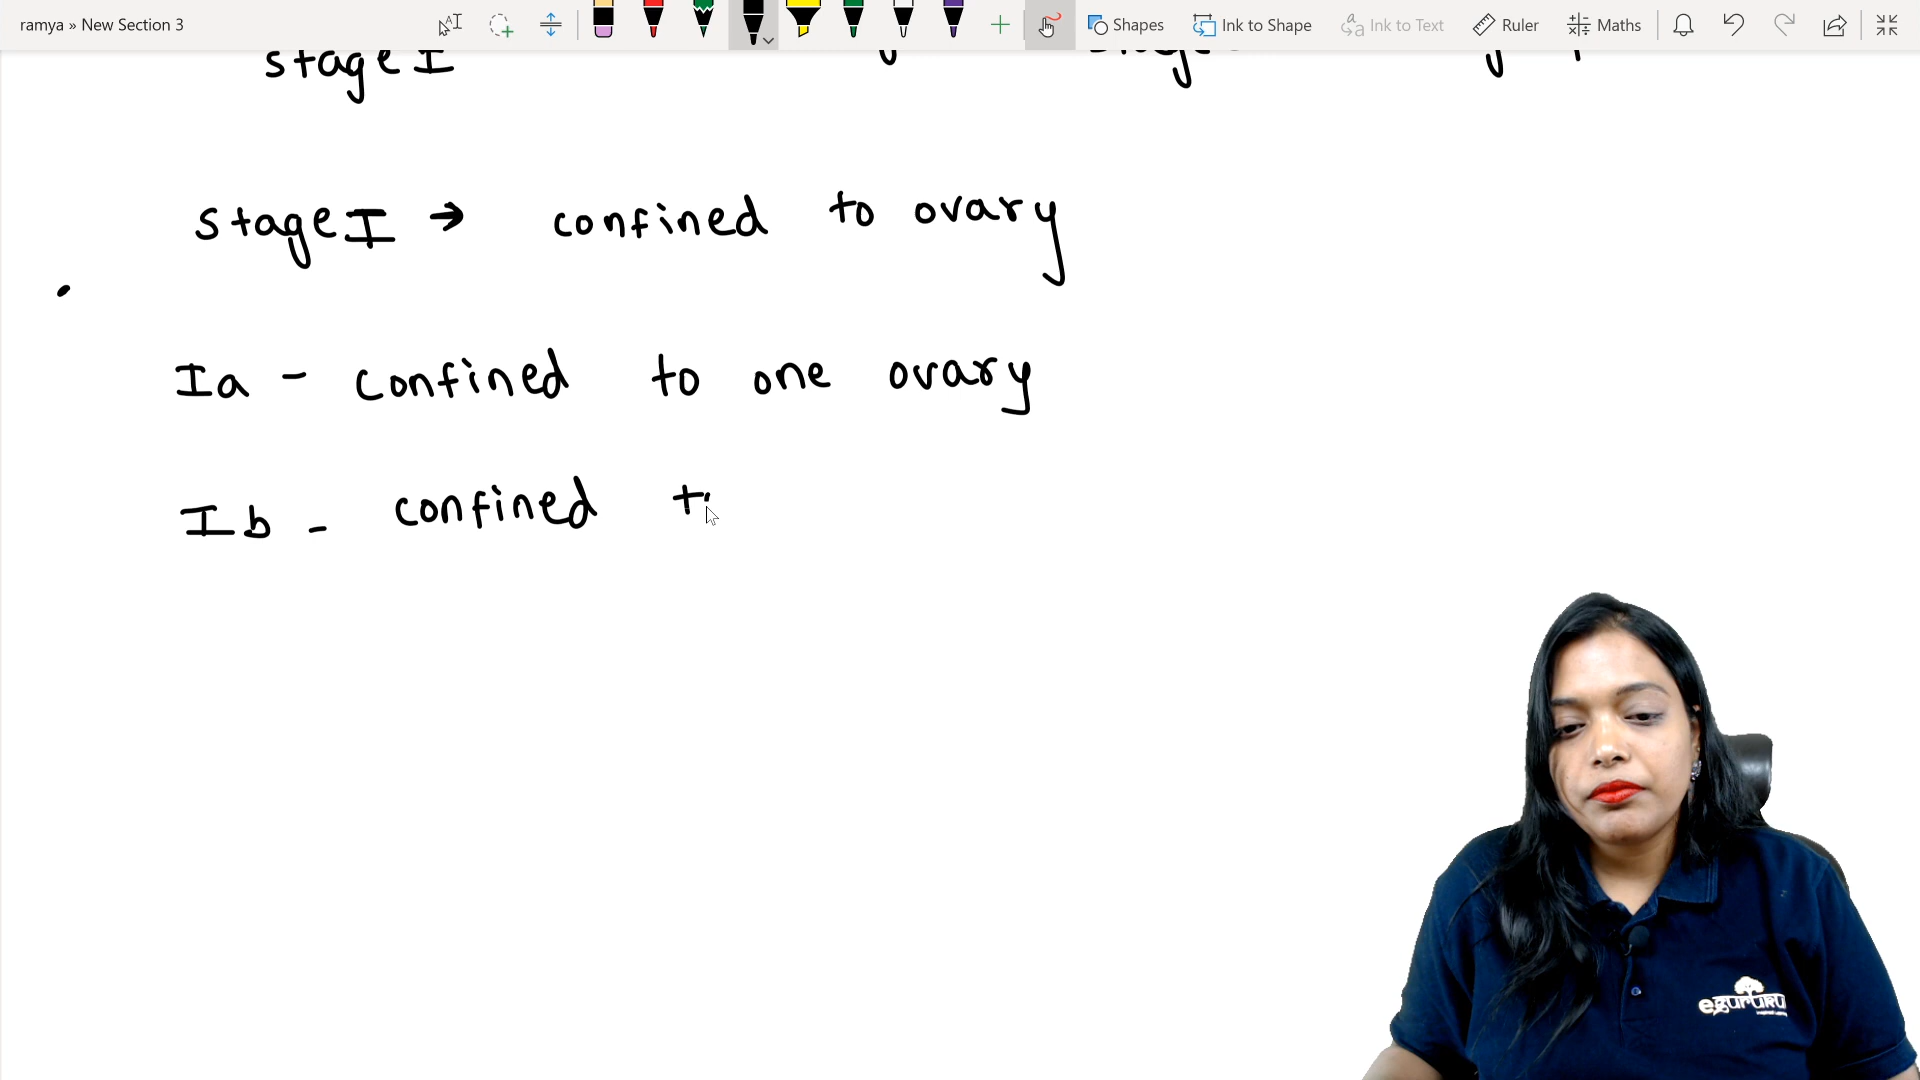 ramya » New Section 3
Shapes Ink to Shape Ink to Text Ruler Maths
stage I
stage I → confined to ovary
Ia - confined to one ovary
Ib - confined
egururu